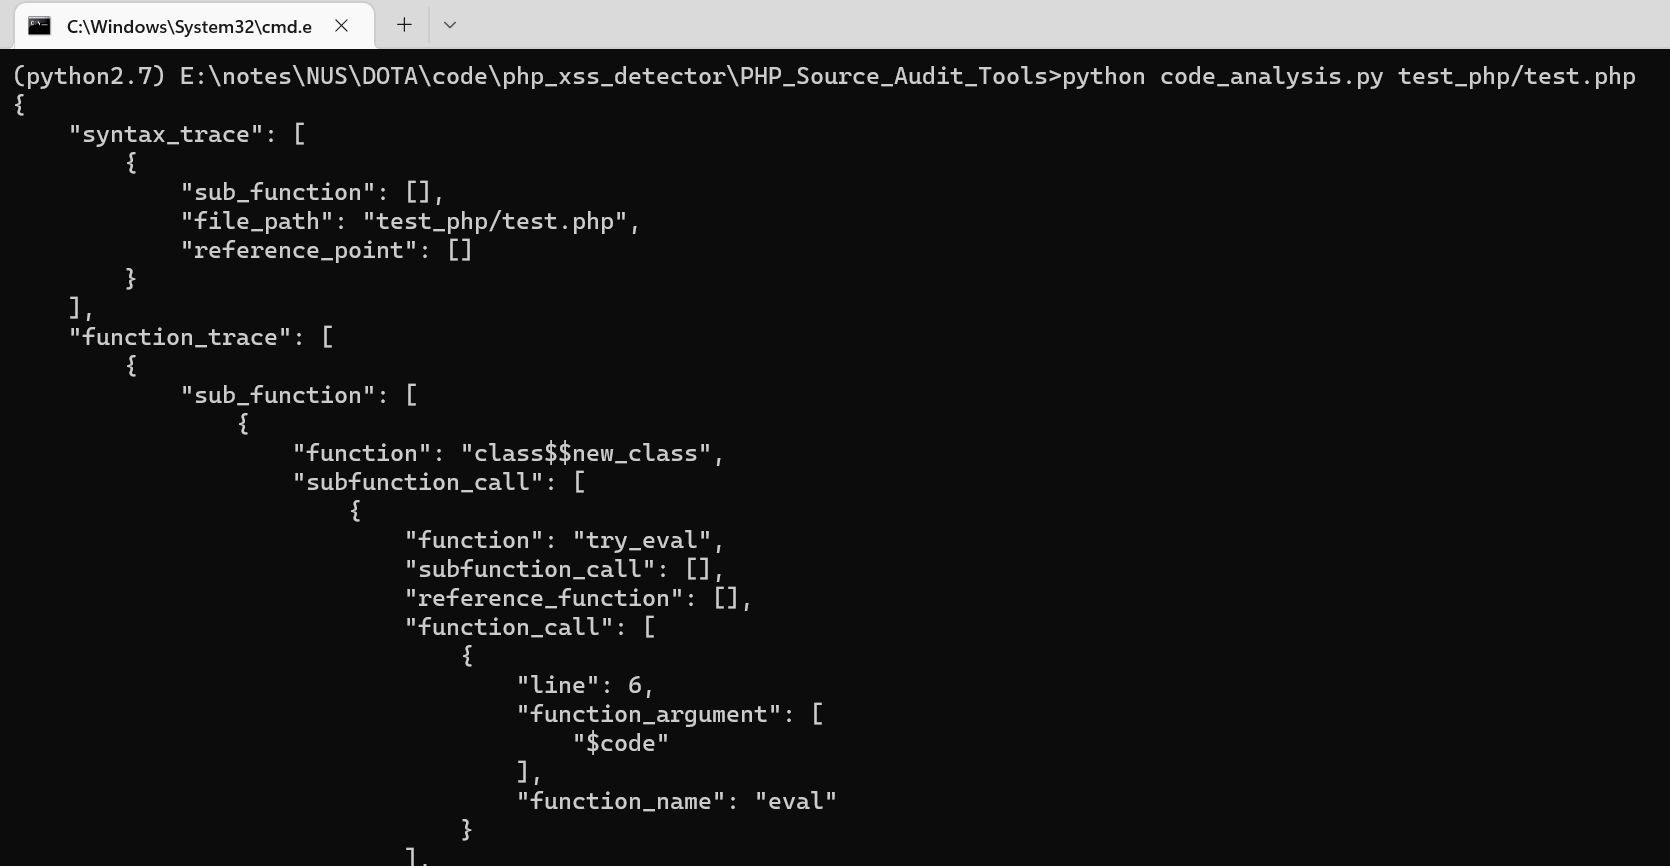 C:\Windows\System32\cmd.e
(python2.7) E:\notes\NUS\DOTA\code\php_xss_detector\PHP_Source_Audit_Tools>python code_analysis.py test_php/test.php
{
    "syntax_trace": [
        {
            "sub_function": [],
            "file_path": "test_php/test.php",
            "reference_point": []
        }
    ],
    "function_trace": [
        {
            "sub_function": [
                {
                    "function": "class$$new_class",
                    "subfunction_call": [
                        {
                            "function": "try_eval",
                            "subfunction_call": [],
                            "reference_function": [],
                            "function_call": [
                                {
                                    "line": 6,
                                    "function_argument": [
                                        "$code"
                                    ],
                                    "function_name": "eval"
                                }
                            ],